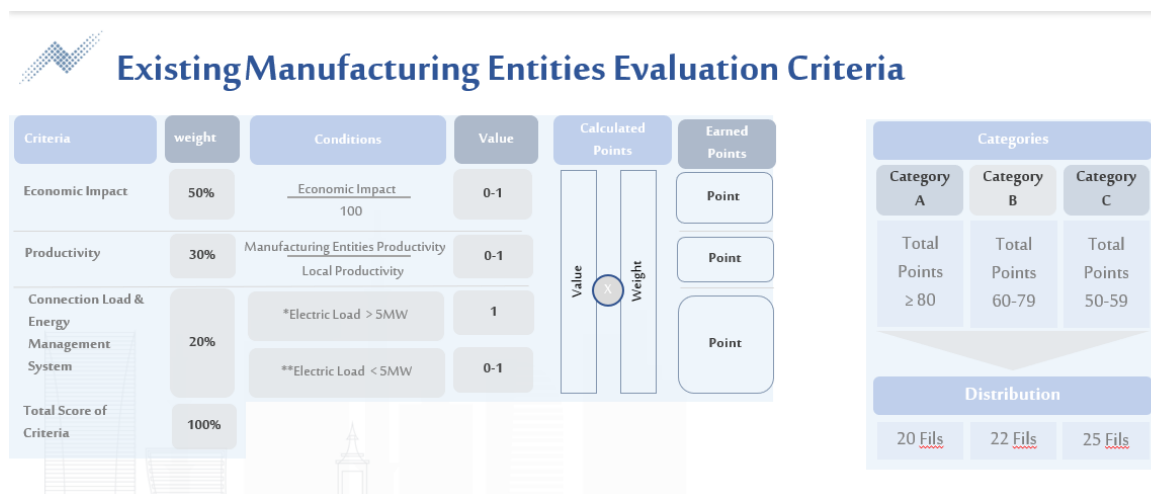 Existing Manufacturing Entities Evaluation Criteria
Criteria
weight
Conditions
Value
Calculated
Points
Earned
Points
Economic Impact
50%
Economic Impact
100
0-1
Point
Productivity
30%
Manufacturing Entities Productivity
Local Productivity
0-1
Point
Connection Load &
Energy
Management
System
20%
*Electric Load > 5MW
1
**Electric Load < 5MW
0-1
Point
Value
X
Weight
Total Score of
Criteria
100%
Categories
Category
A
Category
B
Category
C
Total
Points
≥ 80
Total
Points
60-79
Total
Points
50-59
Distribution
20 Fils
22 Fils
25 Fils